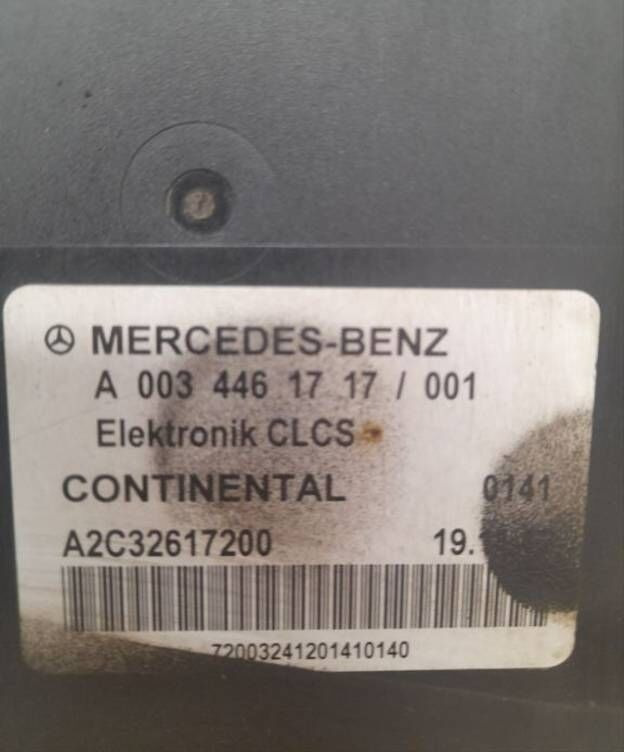 MERCEDES-BENZ
A 003 446 17 17 / 001
Elektronik CLCS
CONTINENTAL 0141
A2C32617200
72003241201410140